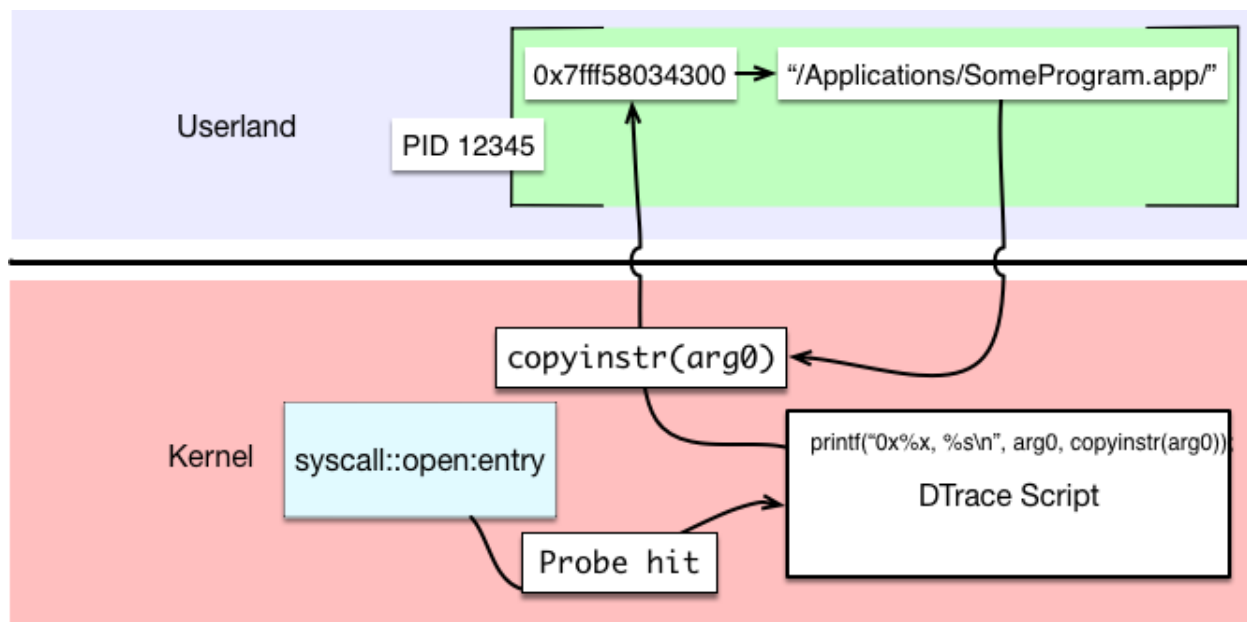 0x7fff58034300
“/Applications/SomeProgram.app/”
Userland
PID 12345
copyinstr(arg0)
Kernel
syscall::open:entry
printf(“0x%x, %s\n”, arg0, copyinstr(arg0));
DTrace Script
Probe hit